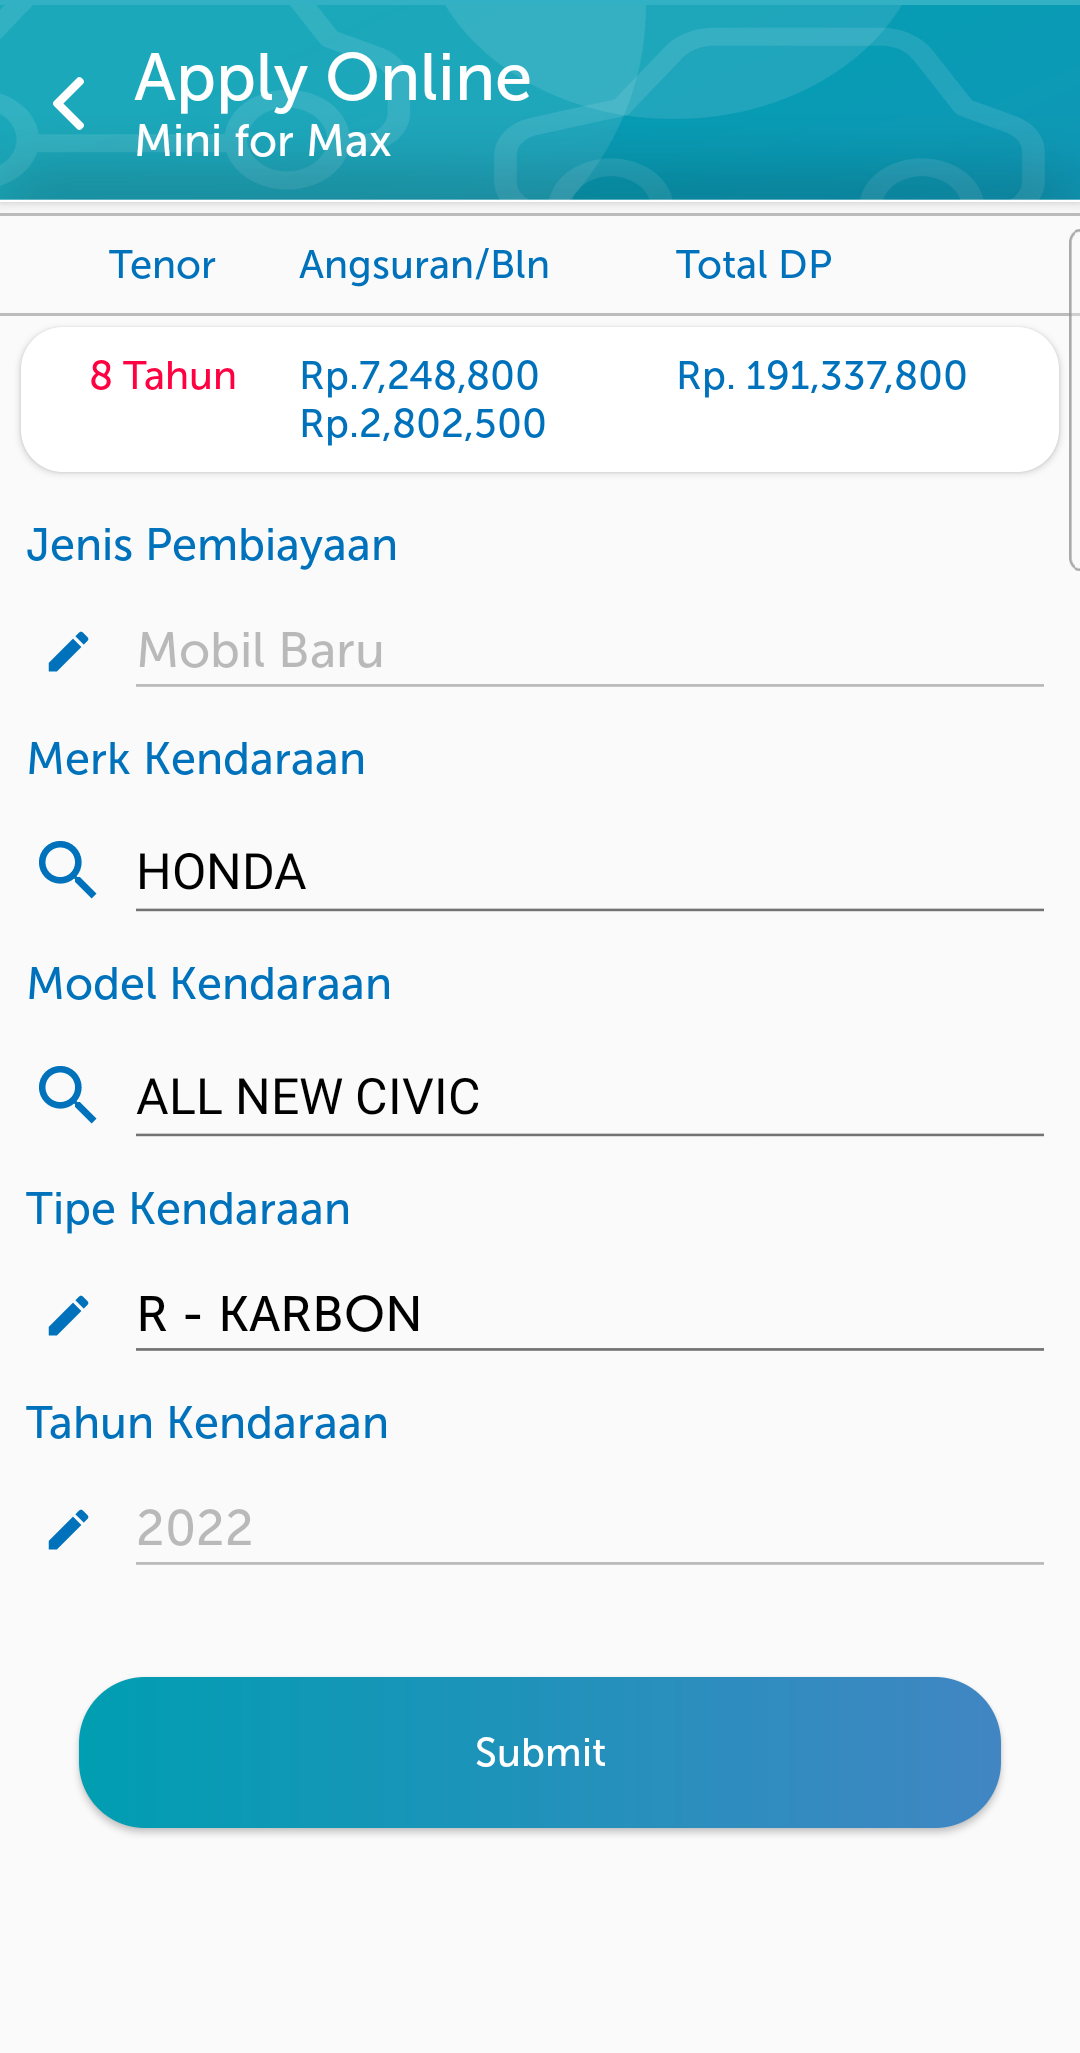 Apply Online
Mini for Max
Tenor Angsuran/Bln Total DP
8 Tahun Rp.7,248,800 Rp. 191,337,800
Rp.2,802,500
Jenis Pembiayaan
Mobil Baru
Merk Kendaraan
HONDA
Model Kendaraan
ALL NEW CIVIC
Tipe Kendaraan
R - KARBON
Tahun Kendaraan
2022
Submit